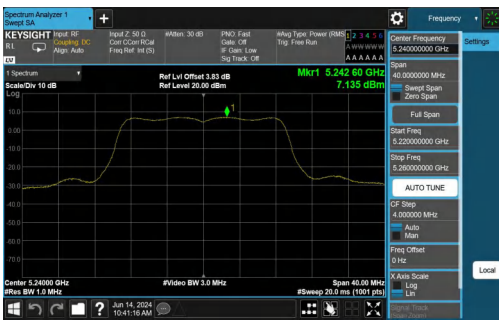 Spectrum Analyzer 1
Swept SA
Frequency
KEYSIGHT
Input: RF
Coupling: DC
Align: Auto
Input Z: 50 Ω
Corr CCorr RCal
Freq Ref: Int (S)
#Atten: 30 dB
PNO: Fast
Gate: Off
IF Gain: Low
Sig Track: Off
#Avg Type: Power (RMS)
Trig: Free Run
1 2 3 4 5 6
A W W W W W
A A A A A A
R L
LV
1 Spectrum
Scale/Div 10 dB
Log
Ref Lvl Offset 3.83 dB
Ref Level 20.00 dBm
Mkr1 5.242 60 GHz
7.135 dBm
1
10.0
0.00
-10.0
-20.0
-30.0
-40.0
-50.0
-60.0
-70.0
Center 5.24000 GHz
#Res BW 1.0 MHz
#Video BW 3.0 MHz
Span 40.00 MHz
#Sweep 20.0 ms (1001 pts)
Jun 14, 2024
10:41:16 AM
Center Frequency
5.240000000 GHz
Settings
Span
40.0000000 MHz
Swept Span
Zero Span
Full Span
Start Freq
5.220000000 GHz
Stop Freq
5.260000000 GHz
AUTO TUNE
CF Step
4.000000 MHz
Auto
Man
Freq Offset
0 Hz
X Axis Scale
Log
Lin
Local
Signal Track